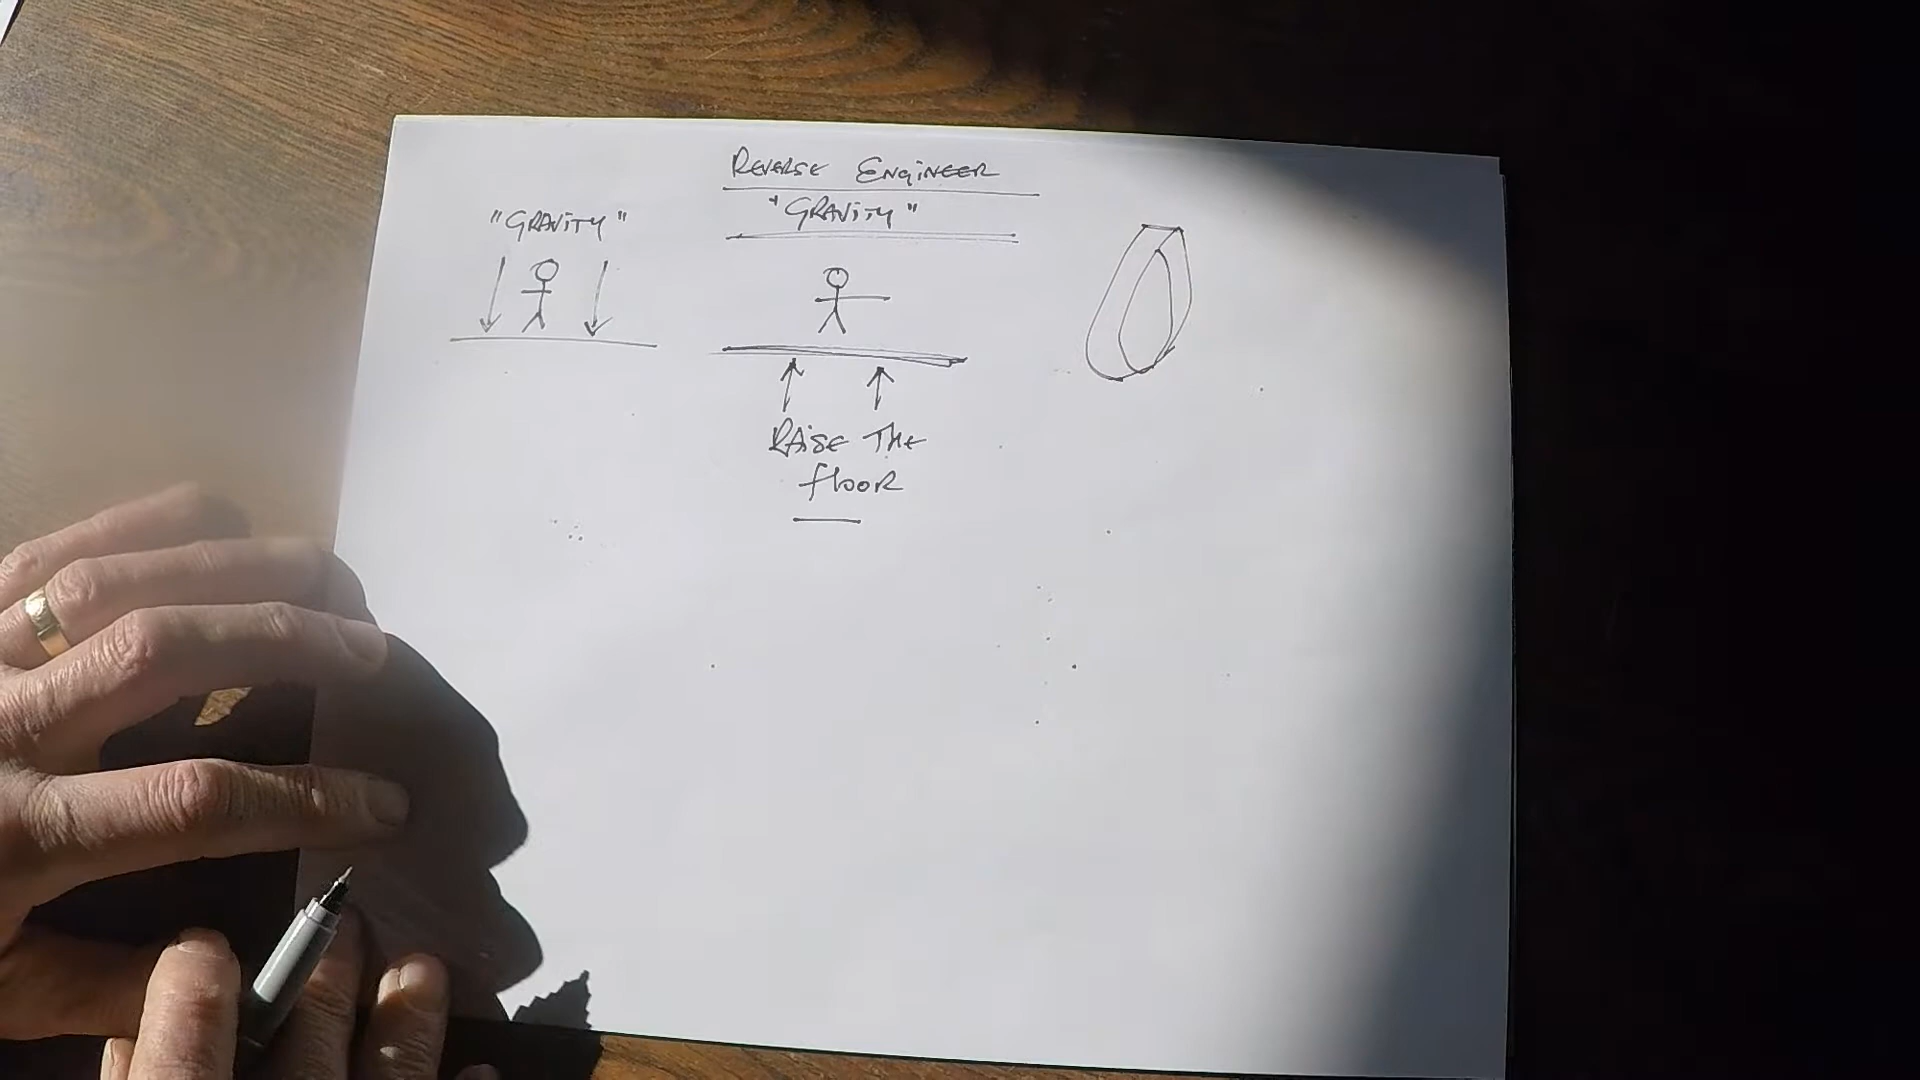 REVERSE ENGINEER
"GRAVITY"
"GRAVITY"
RAISE THE
floor